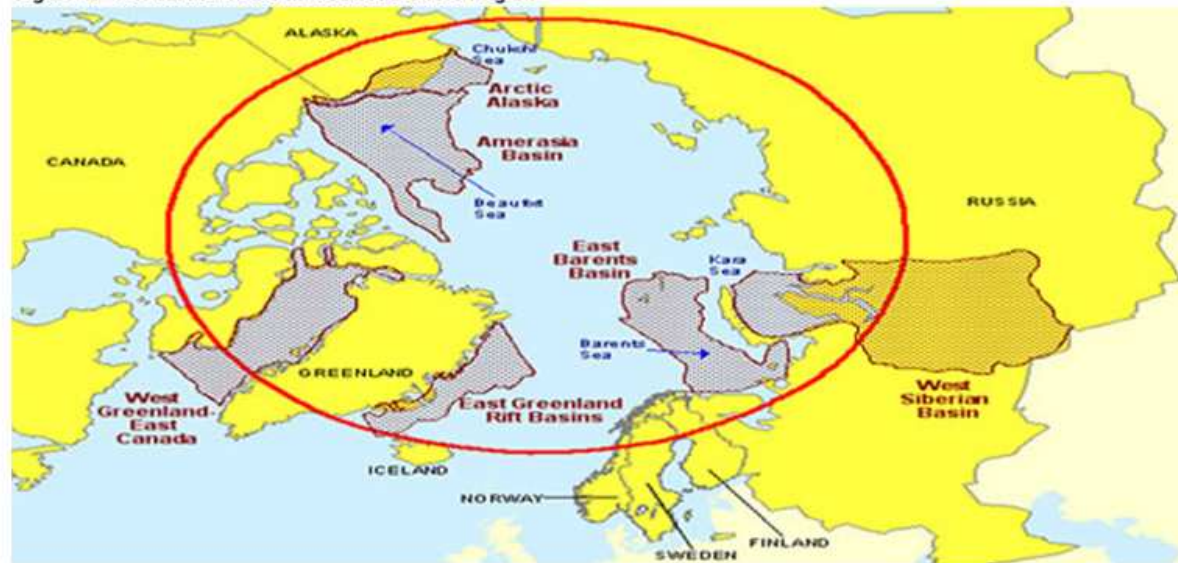 ALASKA
Chukchi
Sea
Arctic
Alaska
Amerasia
Basin
CANADA
Beaufort
Sea
RUSSIA
East
Barents
Basin
Kara
Sea
Barents
Sea
GREENLAND
West
Greenland-
East
Canada
East Greenland
Rift Basins
West
Siberian
Basin
ICELAND
NORWAY
SWEDEN
FINLAND